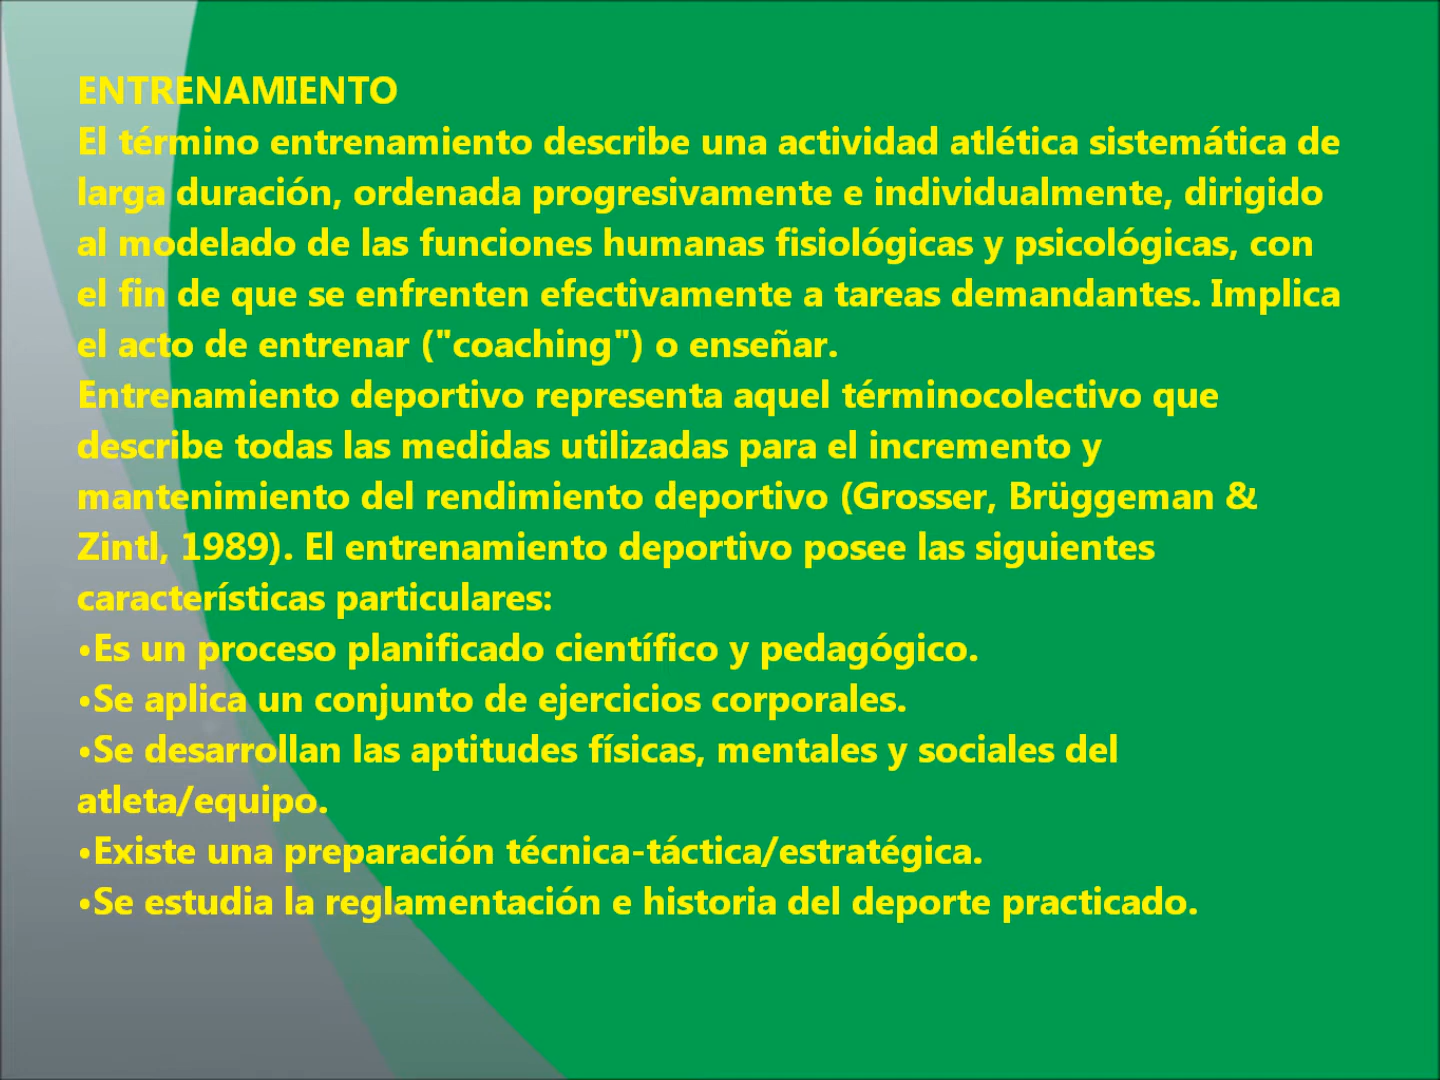 ENTRENAMIENTO
El término entrenamiento describe una actividad atlética sistemática de
larga duración, ordenada progresivamente e individualmente, dirigido
al modelado de las funciones humanas fisiológicas y psicológicas, con
el fin de que se enfrenten efectivamente a tareas demandantes. Implica
el acto de entrenar ("coaching") o enseñar.
Entrenamiento deportivo representa aquel términocolectivo que
describe todas las medidas utilizadas para el incremento y
mantenimiento del rendimiento deportivo (Grosser, Brüggeman &
Zintl, 1989). El entrenamiento deportivo posee las siguientes
características particulares:
•Es un proceso planificado científico y pedagógico.
•Se aplica un conjunto de ejercicios corporales.
•Se desarrollan las aptitudes físicas, mentales y sociales del
atleta/equipo.
•Existe una preparación técnica-táctica/estratégica.
•Se estudia la reglamentación e historia del deporte practicado.